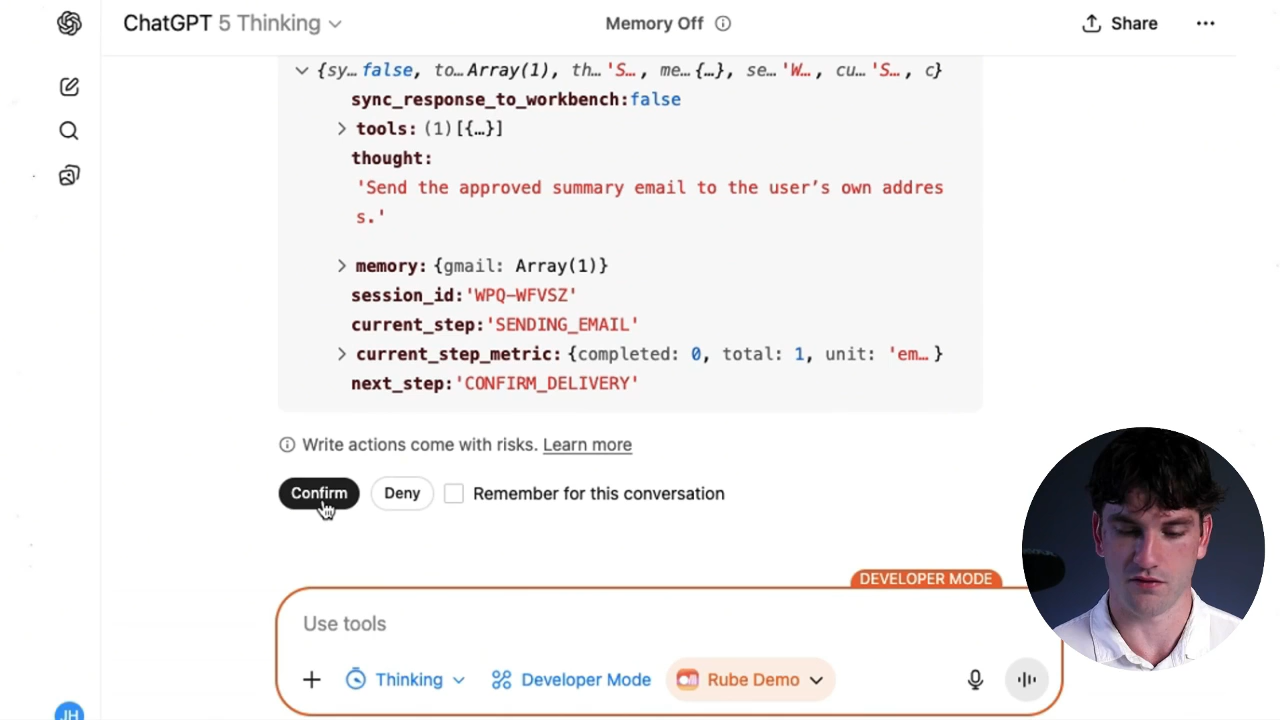 ChatGPT 5 Thinking
Memory Off
Share
{sy… false, to… Array(1), th… 'S…, me… {…}, se… 'W…, cu… 'S…, c}
sync_response_to_workbench: false
tools: (1) [{…}]
thought:
'Send the approved summary email to the user’s own addres
s.'
memory: {gmail: Array(1)}
session_id: 'WPQ-WFVSZ'
current_step: 'SENDING_EMAIL'
current_step_metric: {completed: 0, total: 1, unit: 'em… }
next_step: 'CONFIRM_DELIVERY'
Write actions come with risks. Learn more
Confirm Deny Remember for this conversation
DEVELOPER MODE
Use tools
Thinking Developer Mode Rube Demo
JH